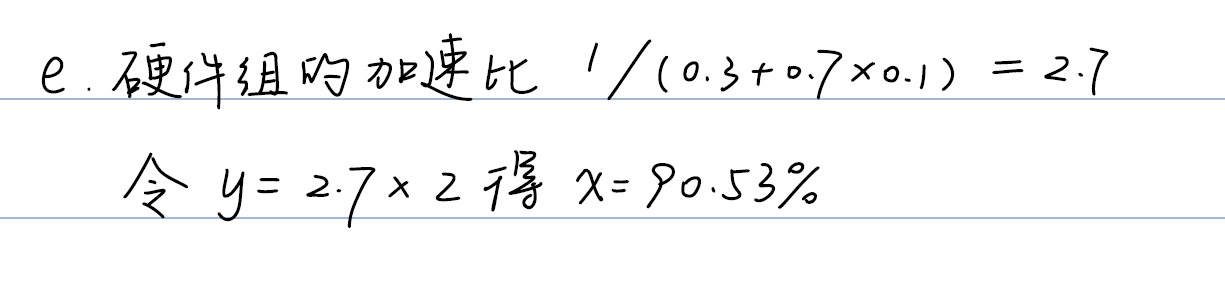 e. 硬件组的加速比 1/(0.3+0.7×0.1) = 2.7
令 y = 2.7 × 2 得 x = 90.53%